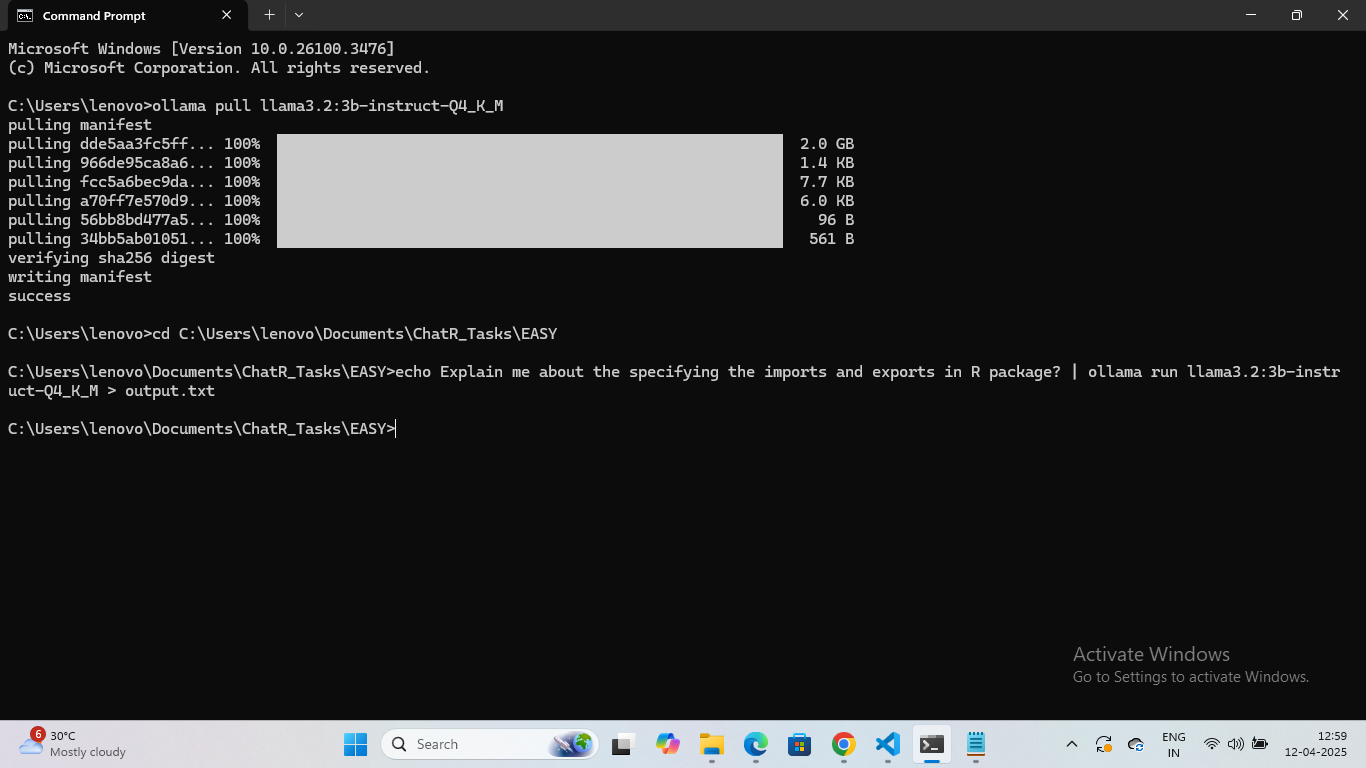 Command Prompt
Microsoft Windows [Version 10.0.26100.3476]
(c) Microsoft Corporation. All rights reserved.
C:\Users\lenovo>ollama pull llama3.2:3b-instruct-Q4_K_M
pulling manifest
pulling dde5aa3fc5ff... 100% 2.0 GB
pulling 966de95ca8a6... 100% 1.4 KB
pulling fcc5a6bec9da... 100% 7.7 KB
pulling a70ff7e570d9... 100% 6.0 KB
pulling 56bb8bd477a5... 100% 96 B
pulling 34bb5ab01051... 100% 561 B
verifying sha256 digest
writing manifest
success
C:\Users\lenovo>cd C:\Users\lenovo\Documents\ChatR_Tasks\EASY
C:\Users\lenovo\Documents\ChatR_Tasks\EASY>echo Explain me about the specifying the imports and exports in R package? | ollama run llama3.2:3b-instr
uct-Q4_K_M > output.txt
C:\Users\lenovo\Documents\ChatR_Tasks\EASY>
Activate Windows
Go to Settings to activate Windows.
6
30°C
Mostly cloudy
Search
ENG
IN
12:59
12-04-2025